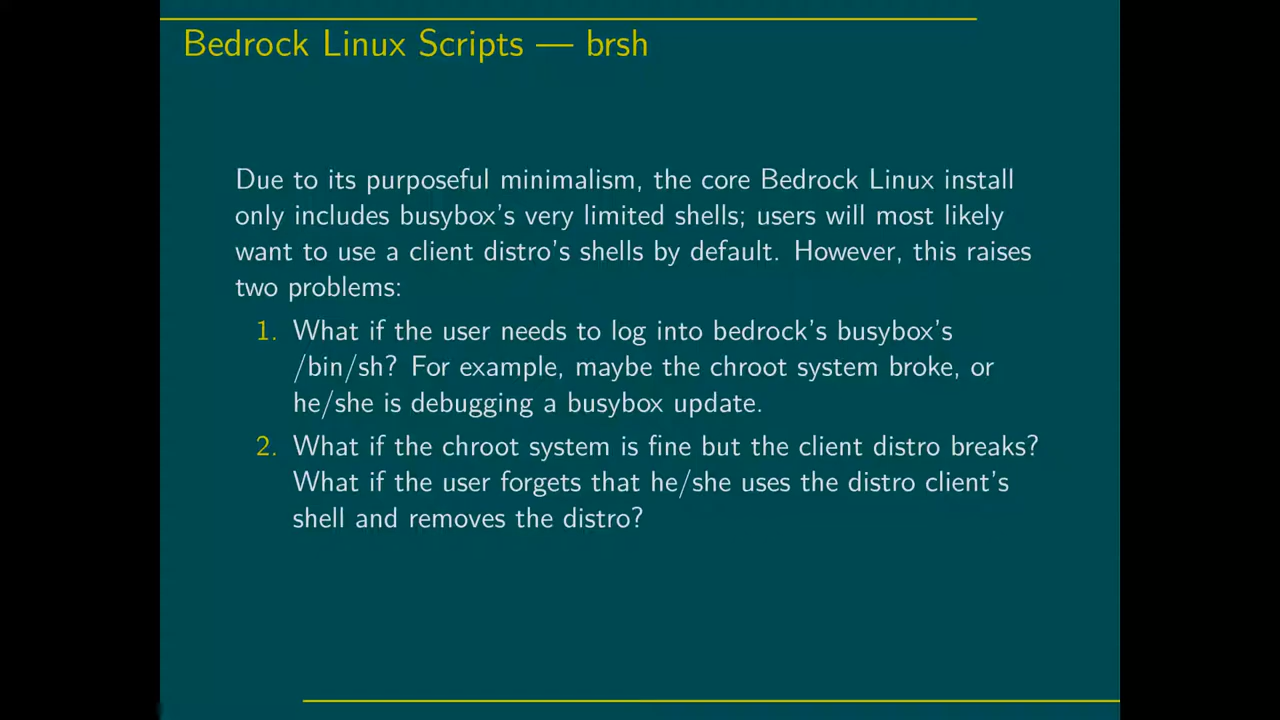 Bedrock Linux Scripts — brsh
Due to its purposeful minimalism, the core Bedrock Linux install
only includes busybox's very limited shells; users will most likely
want to use a client distro's shells by default. However, this raises
two problems:
1. What if the user needs to log into bedrock's busybox's
/bin/sh? For example, maybe the chroot system broke, or
he/she is debugging a busybox update.
2. What if the chroot system is fine but the client distro breaks?
What if the user forgets that he/she uses the distro client's
shell and removes the distro?